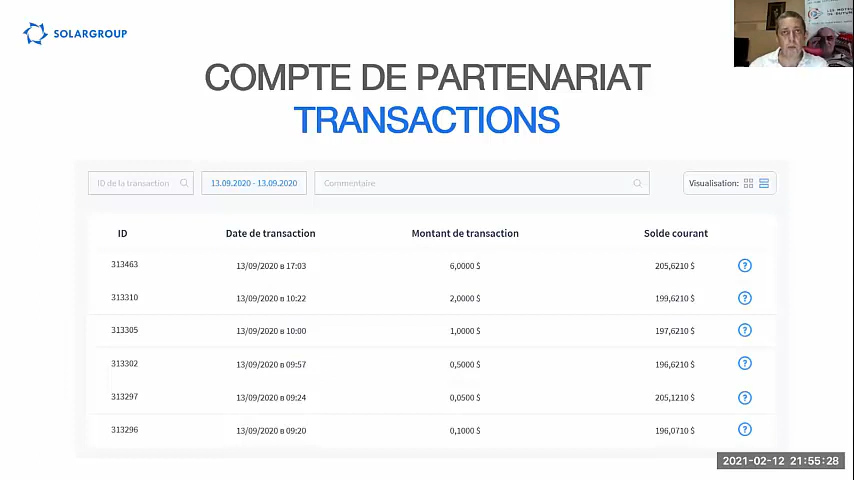 SOLARGROUP
COMPTE DE PARTENARIAT
TRANSACTIONS
ID de la transaction
13.09.2020 - 13.09.2020
Commentaire
Visualisation:
ID Date de transaction Montant de transaction Solde courant
313463 13/09/2020 в 17:03 6,0000 $ 205,6210 $ ?
313310 13/09/2020 в 10:22 2,0000 $ 199,6210 $ ?
313305 13/09/2020 в 10:00 1,0000 $ 197,6210 $ ?
313302 13/09/2020 в 09:57 0,5000 $ 196,6210 $ ?
313297 13/09/2020 в 09:24 0,0500 $ 205,1210 $ ?
313296 13/09/2020 в 09:20 0,1000 $ 196,0710 $ ?
2021-02-12 21:55:28